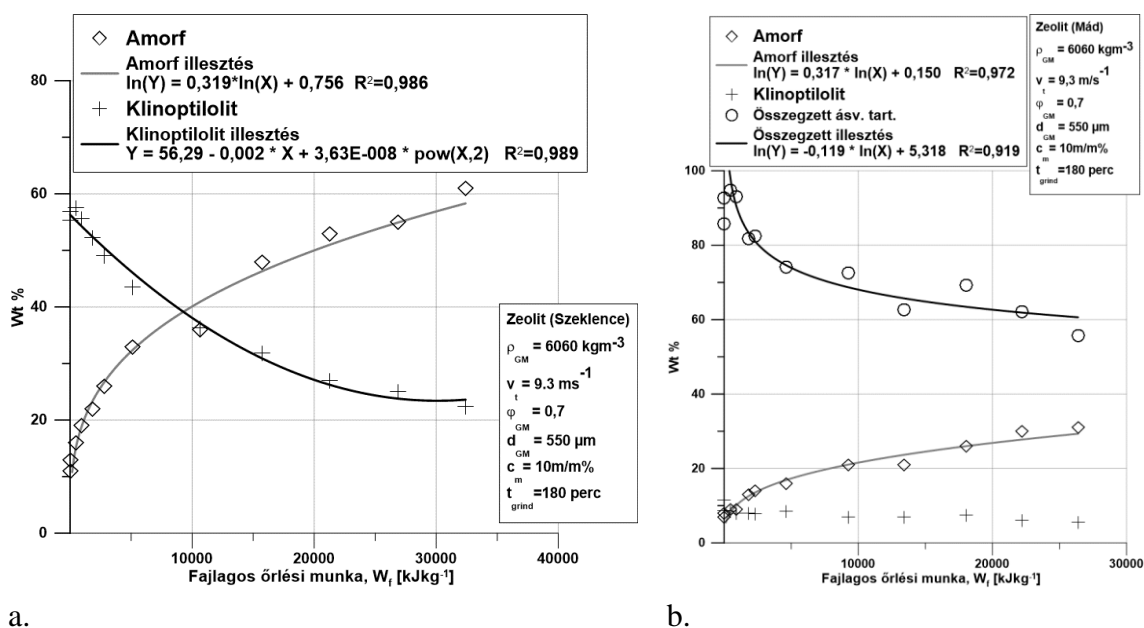 Amorf
Amorf illesztés
ln(Y) = 0,319*ln(X) + 0,756 R²=0,986
Klinoptilolit
Klinoptilolit illesztés
Y = 56,29 - 0,002 * X + 3,63E-008 * pow(X,2) R²=0,989
80
60
40
20
0
Wt %
10000 20000 30000 40000
Fajlagos őrlési munka, Wf [kJkg-1]
Zeolit (Szeklence)
ρGM = 6060 kgm-3
vt = 9.3 ms-1
φGM = 0,7
dGM = 550 µm
cm = 10m/m%
tgrind=180 perc
a.
Amorf
Amorf illesztés
ln(Y) = 0,317 * ln(X) + 0,150 R²=0,972
Klinoptilolit
Összegzett ásv. tart.
Összegzett illesztés
ln(Y) = -0,119 * ln(X) + 5,318 R²=0,919
Zeolit (Mád)
ρGM = 6060 kgm-3
vt = 9,3 m/s-1
φGM = 0,7
dGM = 550 µm
cm = 10m/m%
tgrind=180 perc
100
80
60
40
20
0
Wt %
0 10000 20000 30000
Fajlagos őrlési munka, Wf [kJkg-1]
b.